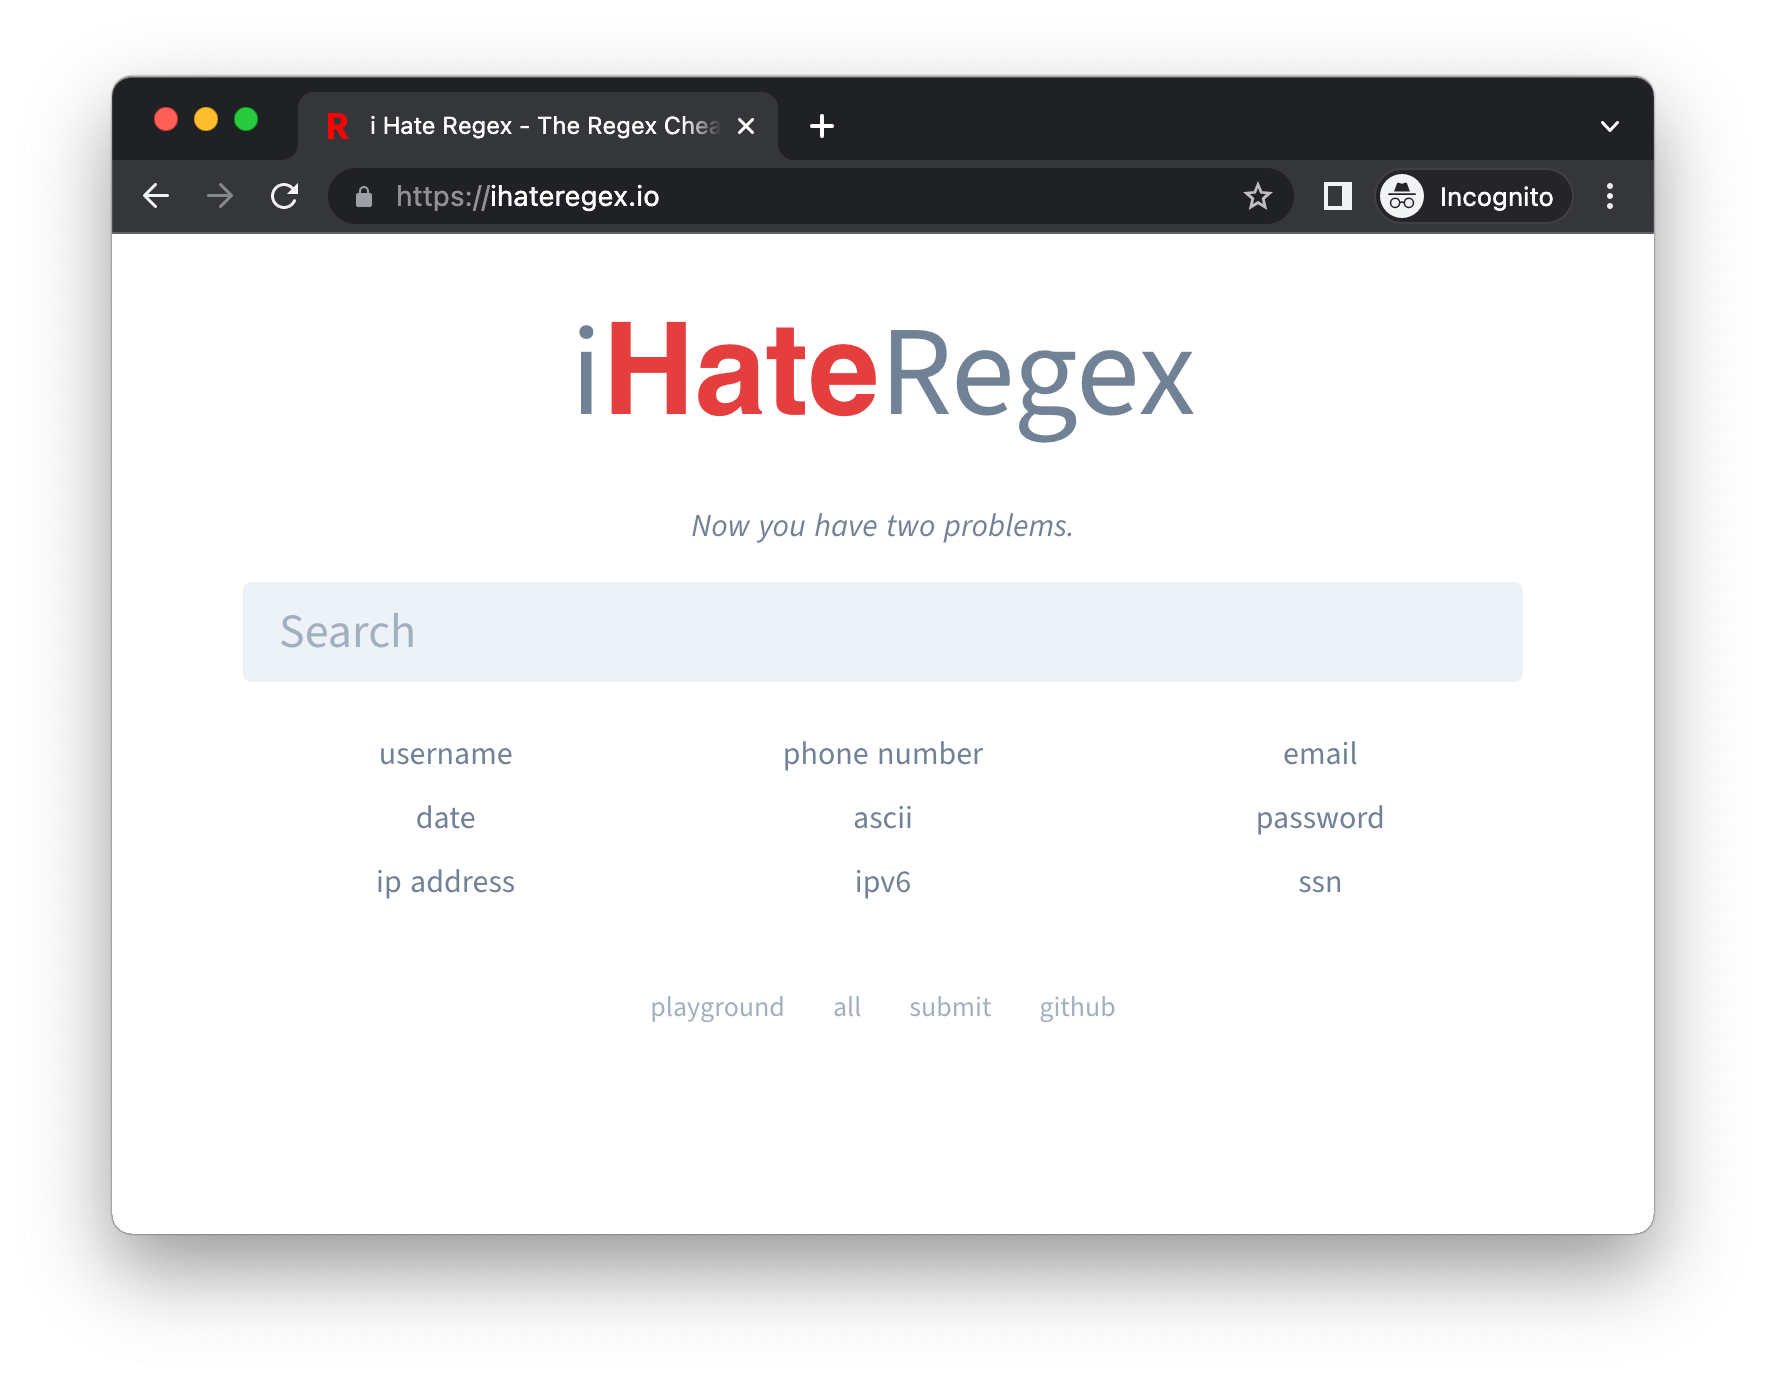 R i Hate Regex - The Regex Chea
https://ihateregex.io Incognito
iHateRegex
Now you have two problems.
Search
username phone number email
date ascii password
ip address ipv6 ssn
playground all submit github